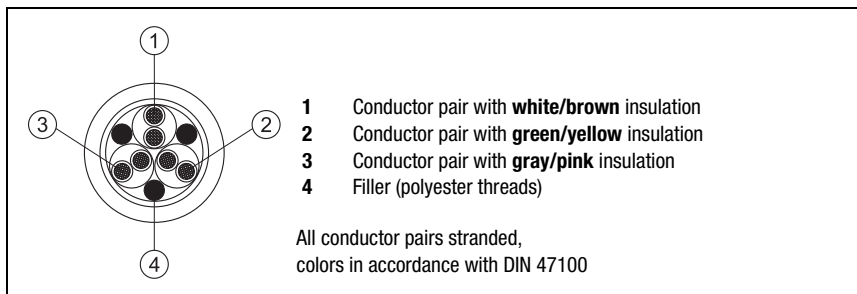 1
3
2
4
1 Conductor pair with white/brown insulation
2 Conductor pair with green/yellow insulation
3 Conductor pair with gray/pink insulation
4 Filler (polyester threads)
All conductor pairs stranded,
colors in accordance with DIN 47100